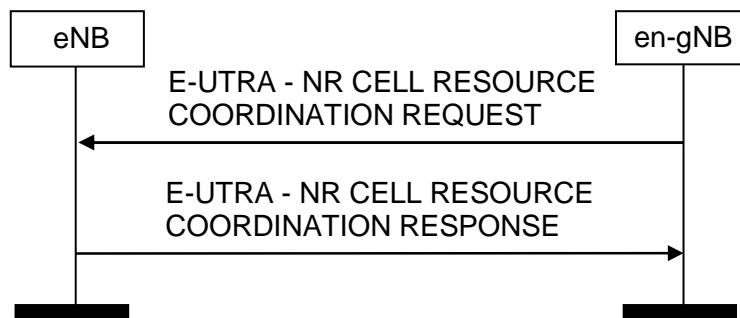 eNB
en-gNB
E-UTRA - NR CELL RESOURCE
COORDINATION REQUEST
E-UTRA - NR CELL RESOURCE
COORDINATION RESPONSE